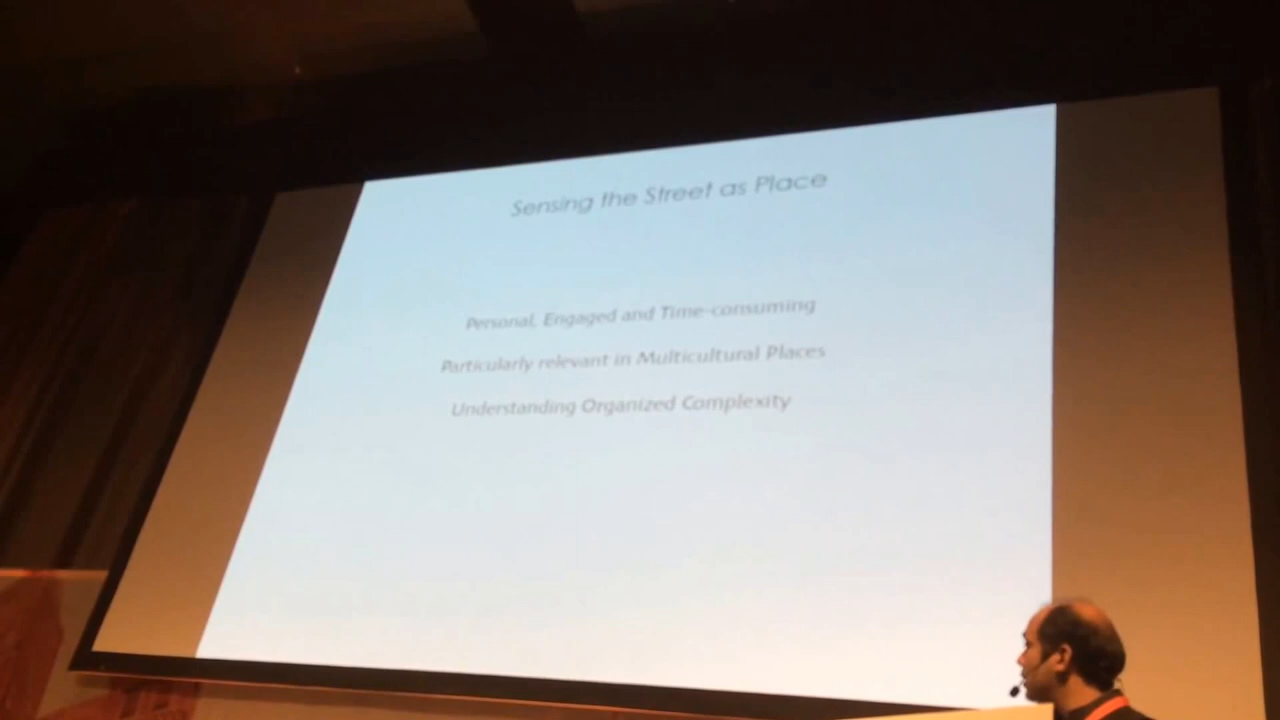 Sensing the Street as Place
Personal, Engaged and Time-consuming
Particularly relevant in Multicultural Places
Understanding Organized Complexity